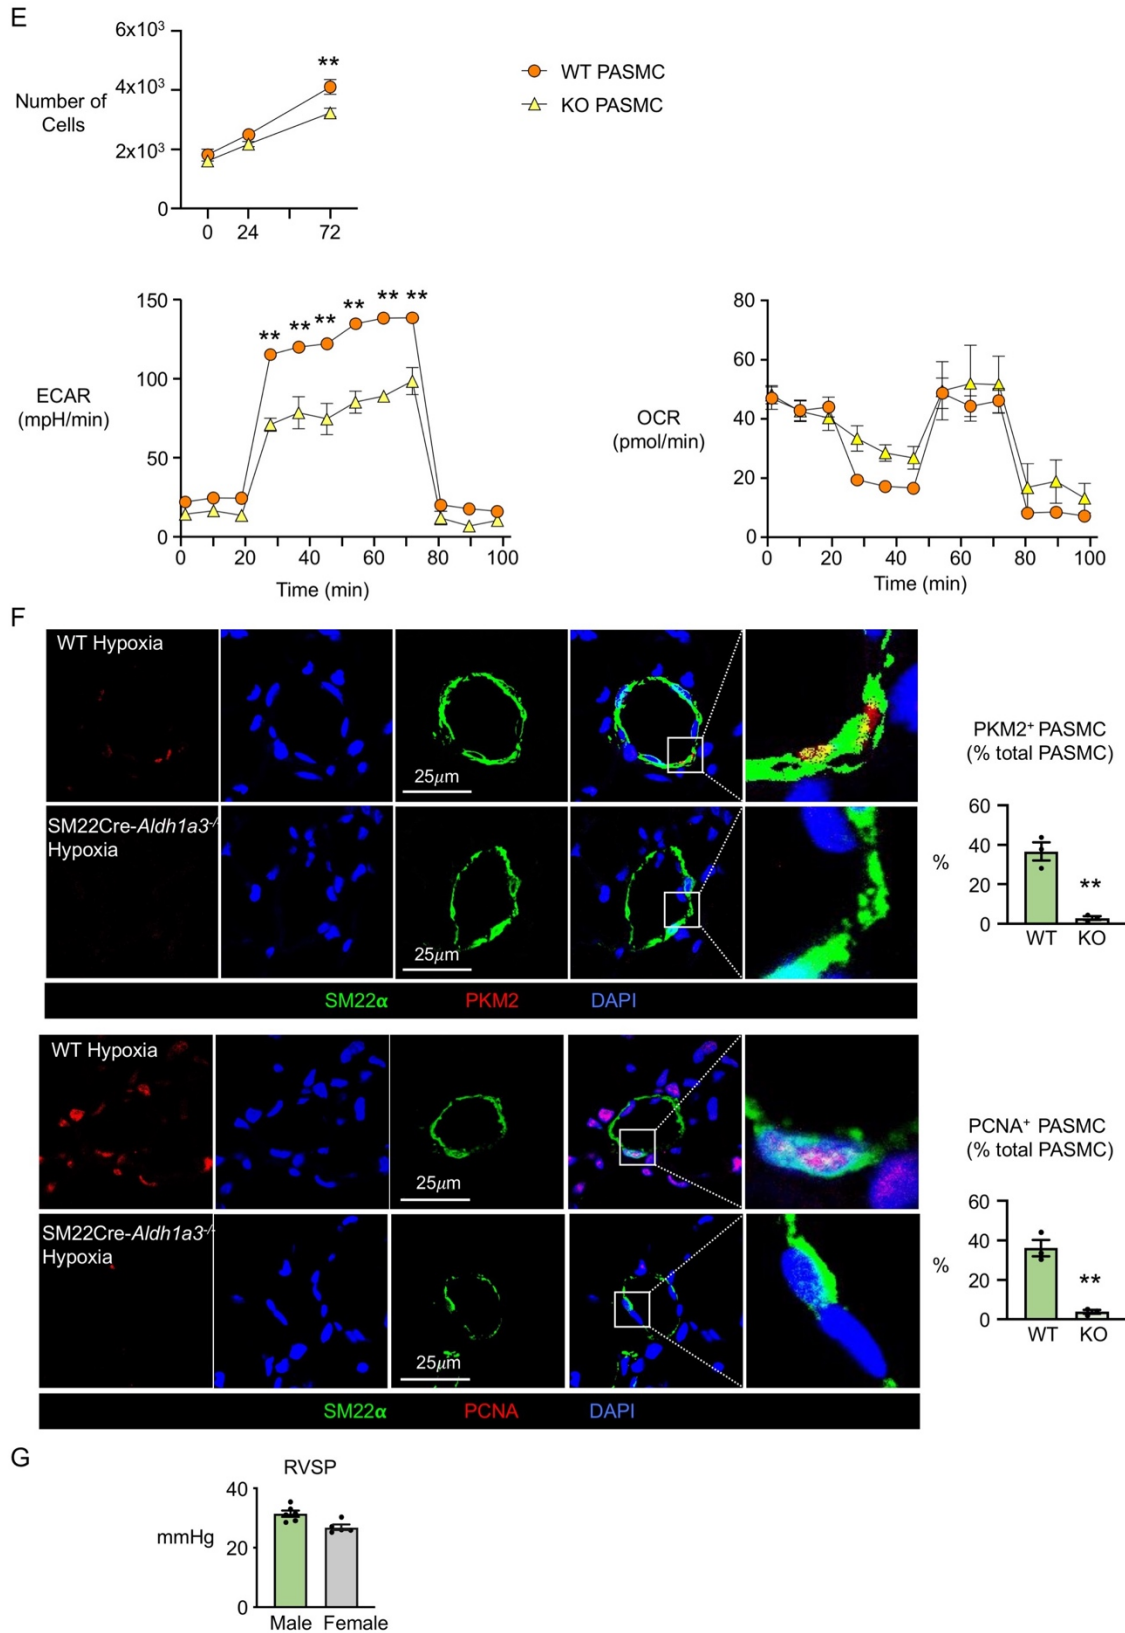 E
6x10³
4x10³
2x10³
0
Number of
Cells
**
0 24 72
WT PASMC
KO PASMC
150
100
50
0
ECAR
(mpH/min)
** ** ** ** ** **
0 20 40 60 80 100
Time (min)
80
60
40
20
0
OCR
(pmol/min)
0 20 40 60 80 100
Time (min)
F
WT Hypoxia
25μm
SM22Cre-Aldh1a3-/-
Hypoxia
25μm
SM22α PKM2 DAPI
PKM2⁺ PASMC
(% total PASMC)
60
40
20
0
%
**
WT KO
WT Hypoxia
25μm
SM22Cre-Aldh1a3-/-
Hypoxia
25μm
SM22α PCNA DAPI
PCNA⁺ PASMC
(% total PASMC)
60
40
20
0
%
**
WT KO
G
RVSP
40
20
0
mmHg
Male Female